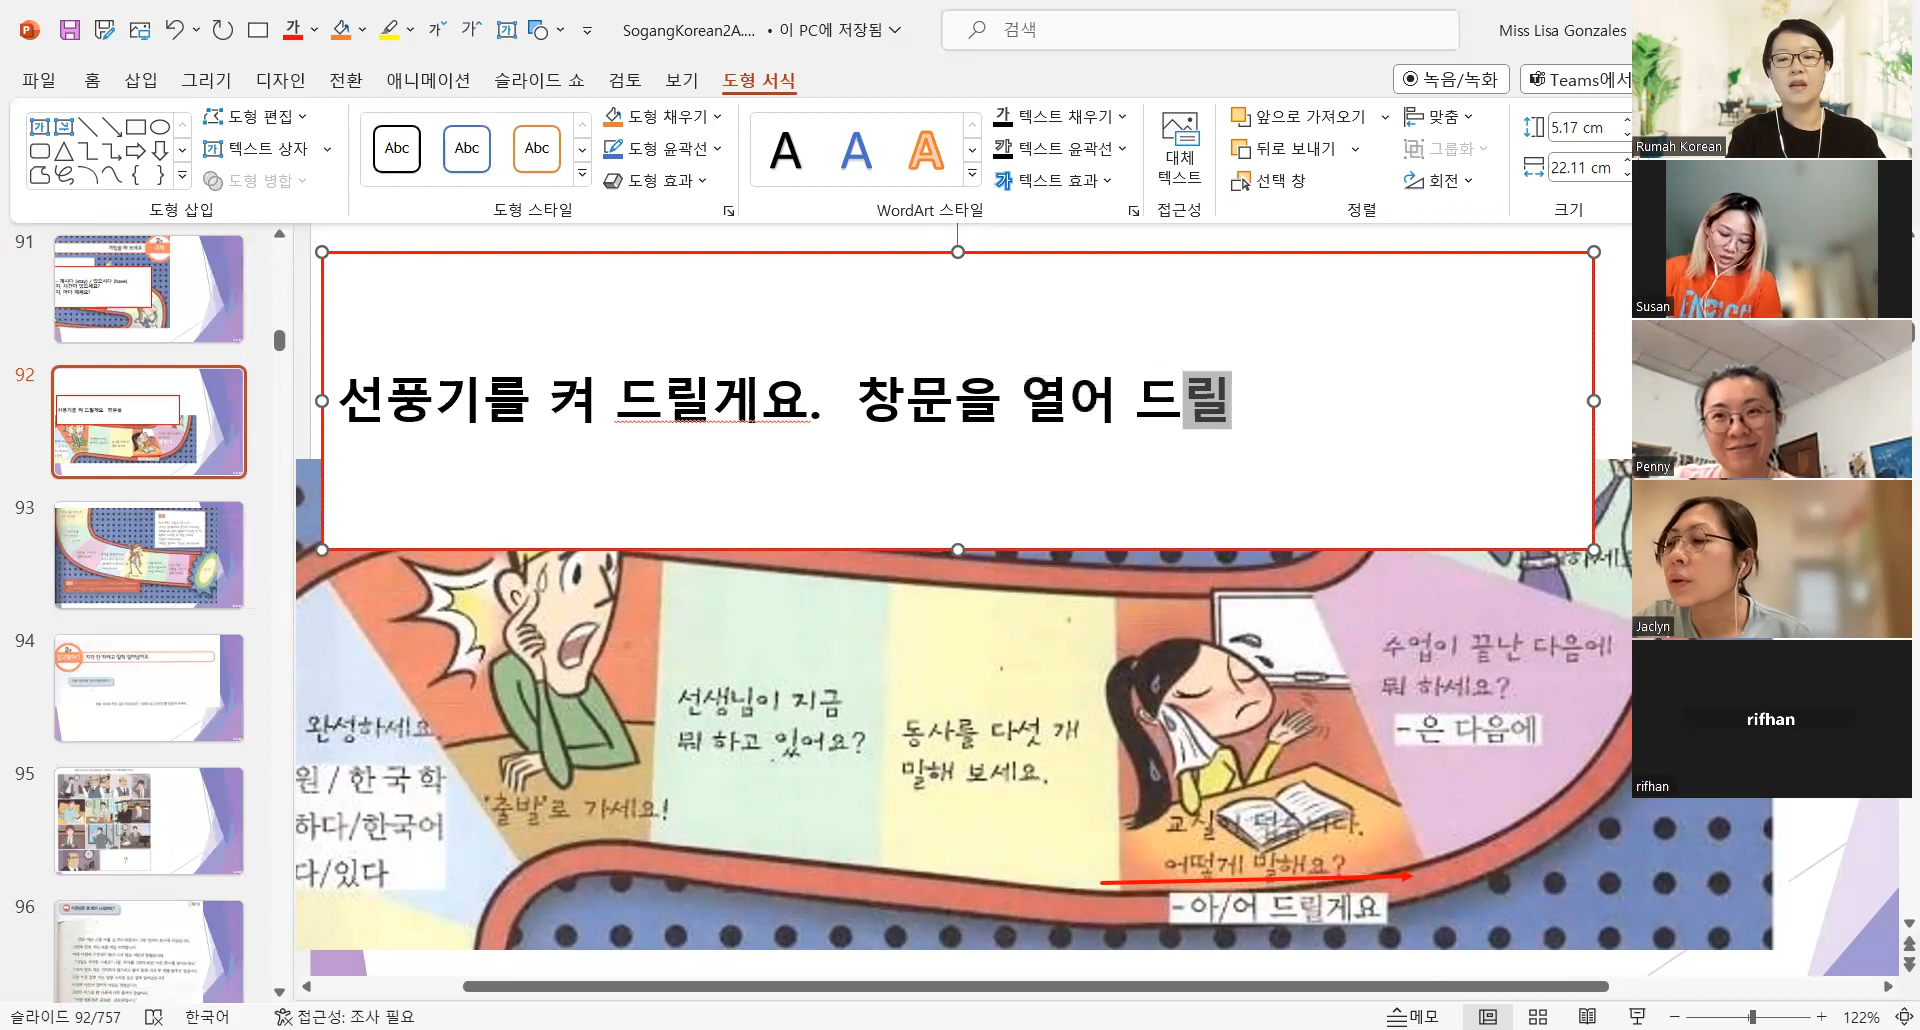 SogangKorean2A.... • 이 PC에 저장됨
검색
Miss Lisa Gonzales
파일 홈 삽입 그리기 디자인 전환 애니메이션 슬라이드 쇼 검토 보기 도형 서식
녹음/녹화
Teams에서
도형 편집
텍스트 상자
도형 병합
도형 삽입
Abc Abc Abc
도형 채우기
도형 윤곽선
도형 효과
도형 스타일
A A A
텍스트 채우기
텍스트 윤곽선
텍스트 효과
WordArt 스타일
대체
텍스트
접근성
앞으로 가져오기
뒤로 보내기
선택 창
맞춤
그룹화
회전
정렬
5.17 cm
22.11 cm
크기
91
92
93
94
95
96
선풍기를 켜 드릴게요. 창문을 열어 드릴
완성하세요.
원/한국화
하다/한국어
다/있다
'출발'로 가세요!
선생님이 지금
뭐 하고 있어요?
동사를 다섯 개
말해 보세요.
교실이 덥습니다.
어떻게 말해요?
-아/어 드릴게요
수업이 끝난 다음에
뭐 하세요?
-은 다음에
Rumah Korean
Susan
Penny
Jaclyn
rifhan
rifhan
슬라이드 92/757
한국어
접근성: 조사 필요
메모
122%